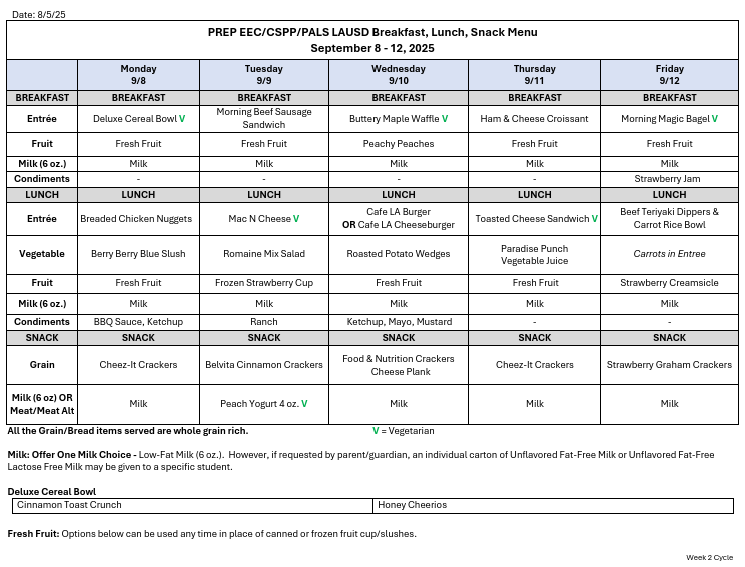 Date: 8/5/25
PREP EEC/CSPP/PALS LAUSD Breakfast, Lunch, Snack Menu
September 8 - 12, 2025
Monday 9/8 Tuesday 9/9 Wednesday 9/10 Thursday 9/11 Friday 9/12
BREAKFAST BREAKFAST BREAKFAST BREAKFAST BREAKFAST BREAKFAST
Entrée Deluxe Cereal Bowl V Morning Beef Sausage Sandwich Buttery Maple Waffle V Ham & Cheese Croissant Morning Magic Bagel V
Fruit Fresh Fruit Fresh Fruit Peachy Peaches Fresh Fruit Fresh Fruit
Milk (6 oz.) Milk Milk Milk Milk Milk
Condiments - - - - Strawberry Jam
LUNCH LUNCH LUNCH LUNCH LUNCH LUNCH
Entrée Breaded Chicken Nuggets Mac N Cheese V Cafe LA Burger OR Cafe LA Cheeseburger Toasted Cheese Sandwich V Beef Teriyaki Dippers & Carrot Rice Bowl
Vegetable Berry Berry Blue Slush Romaine Mix Salad Roasted Potato Wedges Paradise Punch Vegetable Juice Carrots in Entree
Fruit Fresh Fruit Frozen Strawberry Cup Fresh Fruit Fresh Fruit Strawberry Creamsicle
Milk (6 oz.) Milk Milk Milk Milk Milk
Condiments BBQ Sauce, Ketchup Ranch Ketchup, Mayo, Mustard - -
SNACK SNACK SNACK SNACK SNACK SNACK
Grain Cheez-It Crackers Belvita Cinnamon Crackers Food & Nutrition Crackers Cheese Plank Cheez-It Crackers Strawberry Graham Crackers
Milk (6 oz) OR Meat/Meat Alt Milk Peach Yogurt 4 oz. V Milk Milk Milk
All the Grain/Bread items served are whole grain rich. V = Vegetarian
Milk: Offer One Milk Choice - Low-Fat Milk (6 oz.). However, if requested by parent/guardian, an individual carton of Unflavored Fat-Free Milk or Unflavored Fat-Free
Lactose Free Milk may be given to a specific student.
Deluxe Cereal Bowl
Cinnamon Toast Crunch Honey Cheerios
Fresh Fruit: Options below can be used any time in place of canned or frozen fruit cup/slushes.
Week 2 Cycle